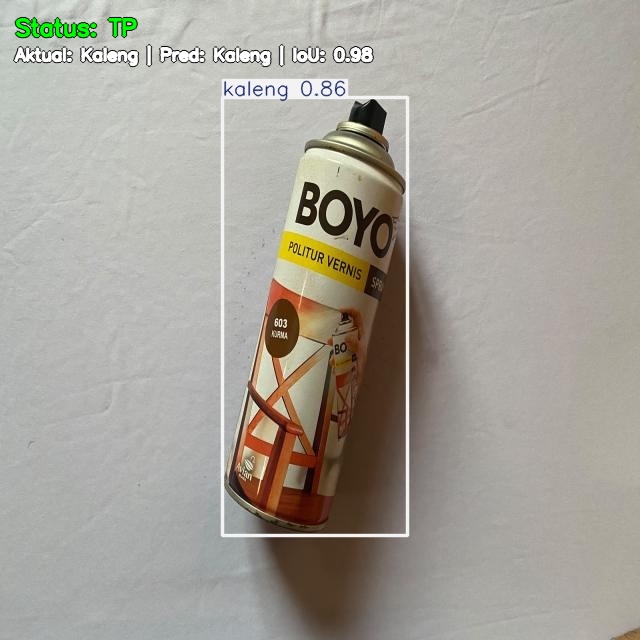 Status: TP
Aktual: Kaleng | Pred: Kaleng | IoU: 0.98
kaleng 0.86
BOYO
POLITUR VERNIS
603
KURMA
BO